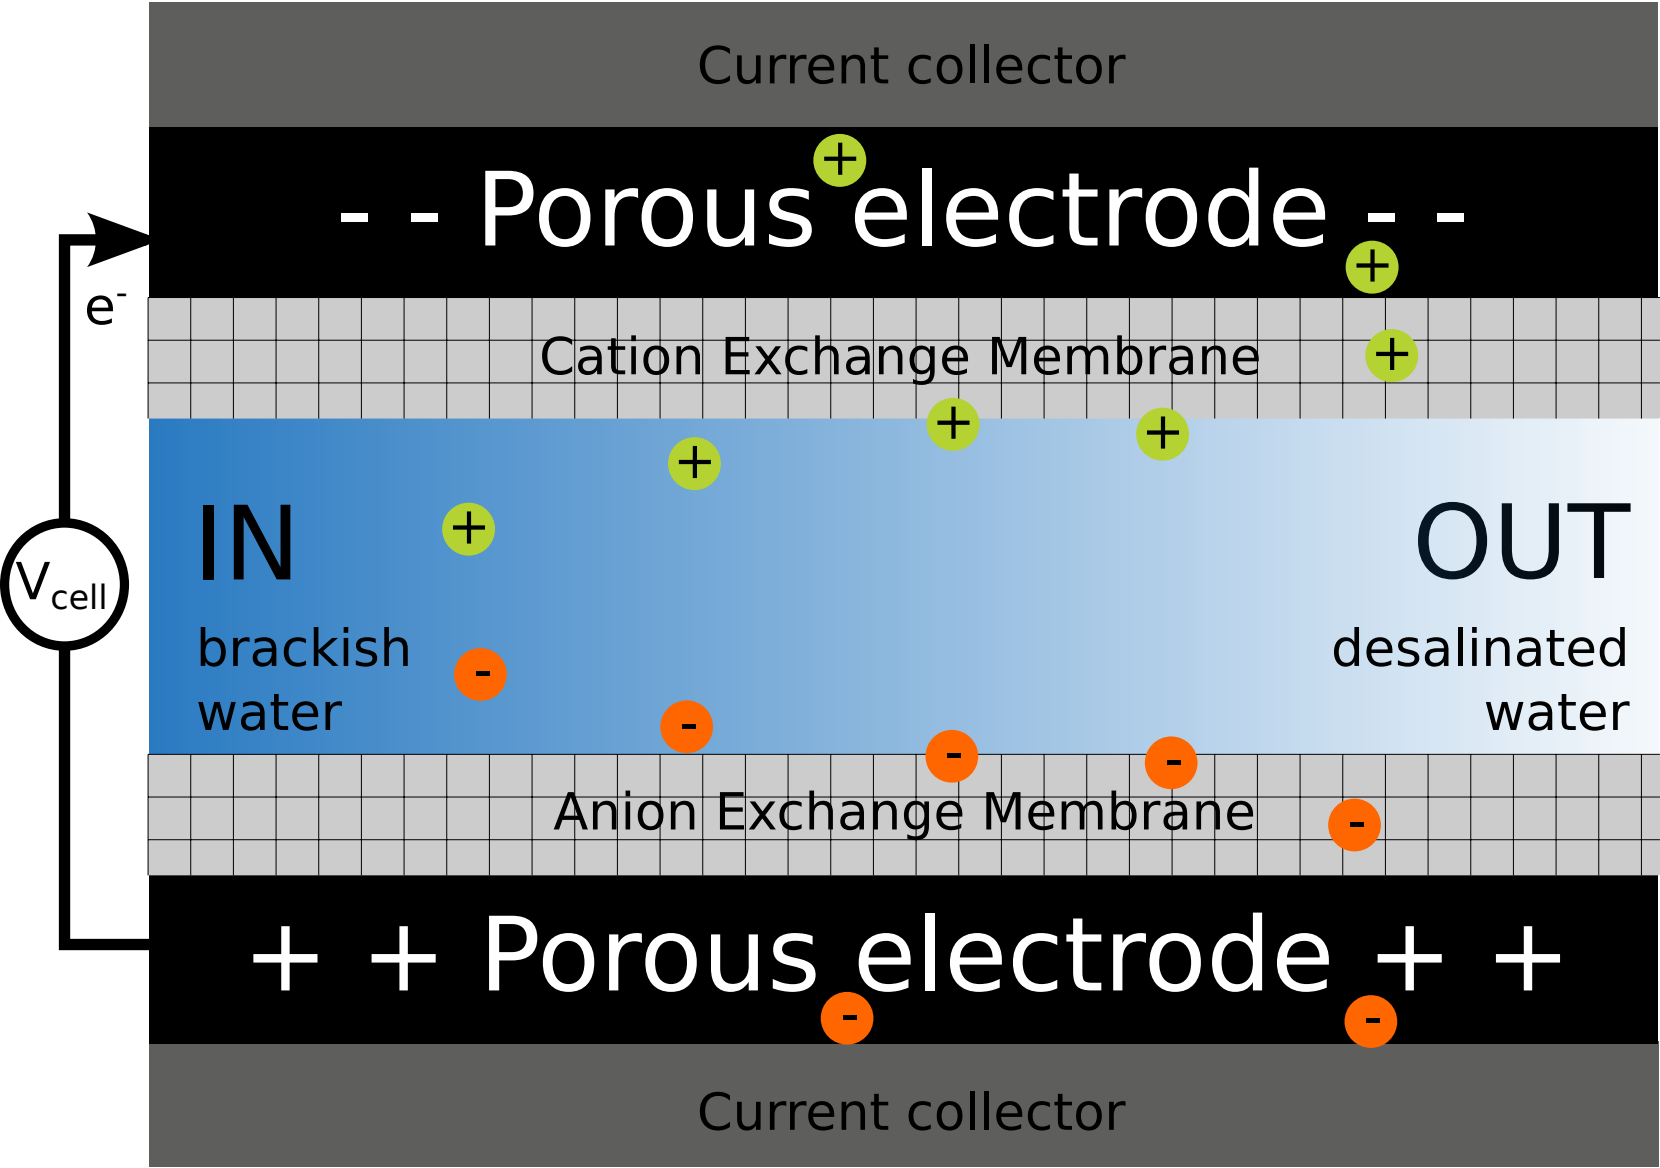 Current collector
- - Porous electrode - -
e-
Cation Exchange Membrane
IN
OUT
Vcell
brackish
water
desalinated
water
Anion Exchange Membrane
+ + Porous electrode + +
Current collector